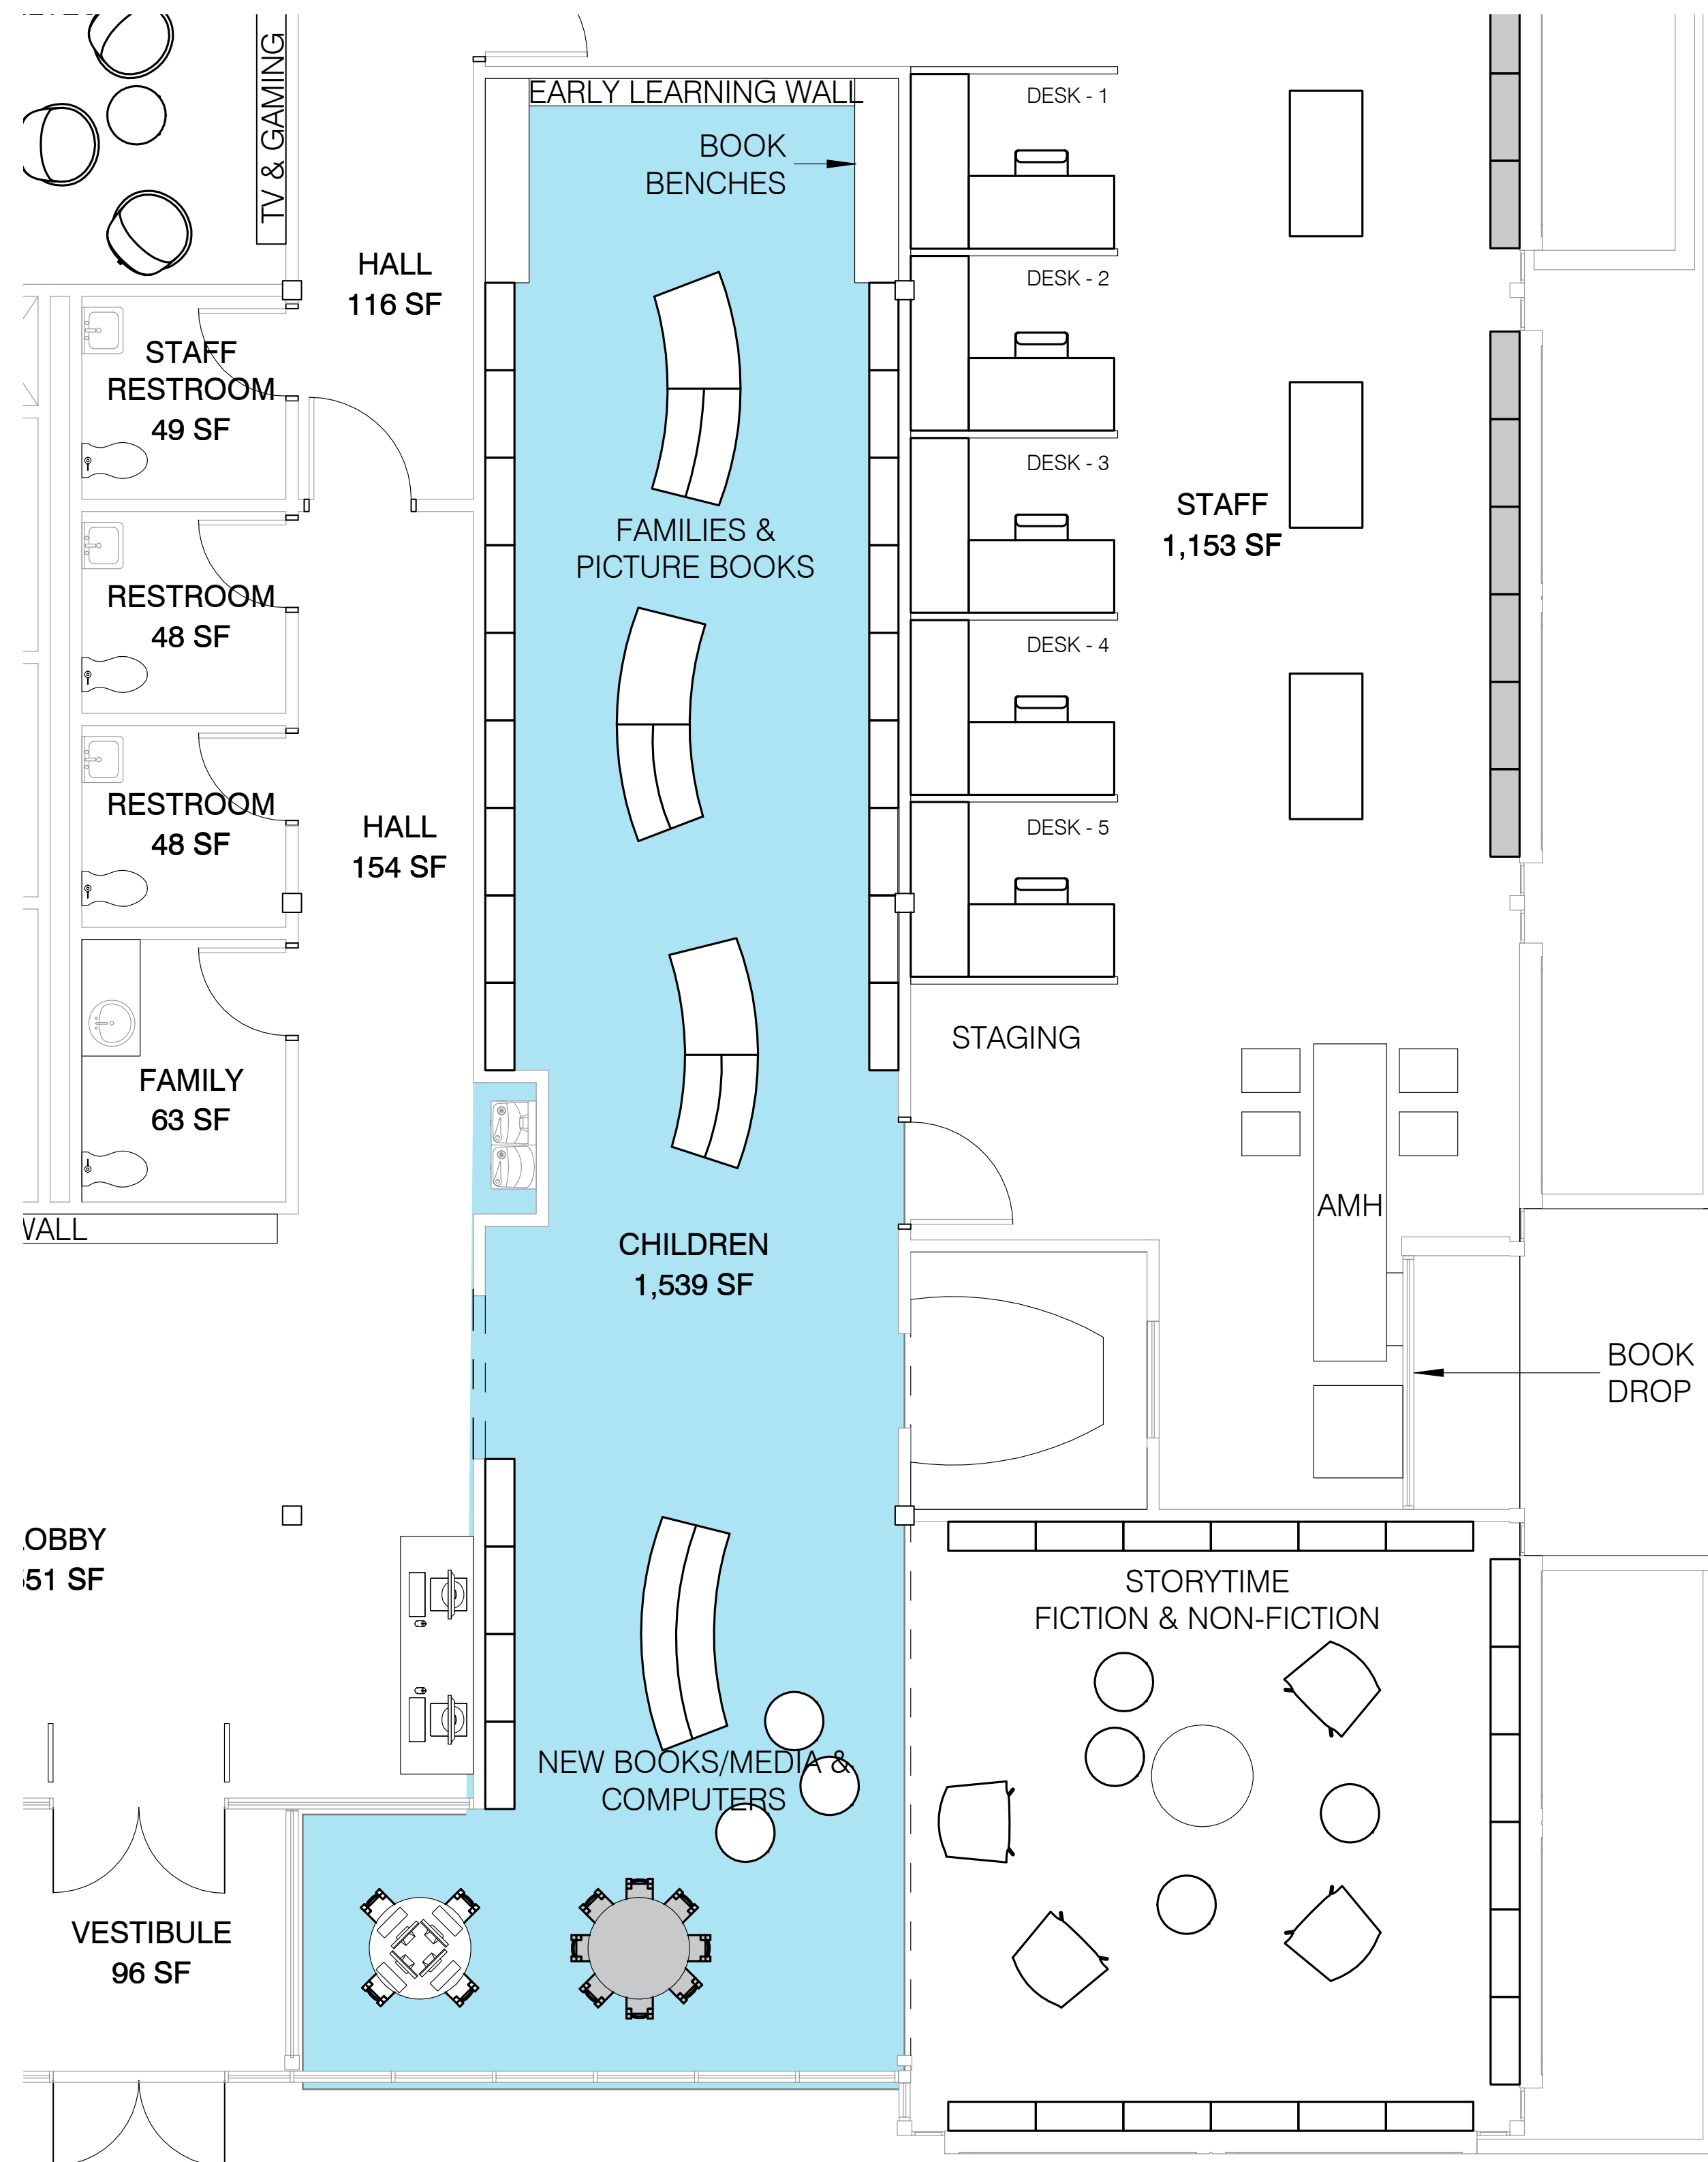 TV & GAMING
EARLY LEARNING WALL
BOOK
BENCHES
DESK - 1
HALL
116 SF
DESK - 2
STAFF
RESTROOM
49 SF
DESK - 3
FAMILIES &
PICTURE BOOKS
STAFF
1,153 SF
RESTROOM
48 SF
DESK - 4
RESTROOM
48 SF
HALL
154 SF
DESK - 5
STAGING
FAMILY
63 SF
AMH
WALL
CHILDREN
1,539 SF
BOOK
DROP
OBBY
51 SF
STORYTIME
FICTION & NON-FICTION
NEW BOOKS/MEDIA &
COMPUTERS
VESTIBULE
96 SF